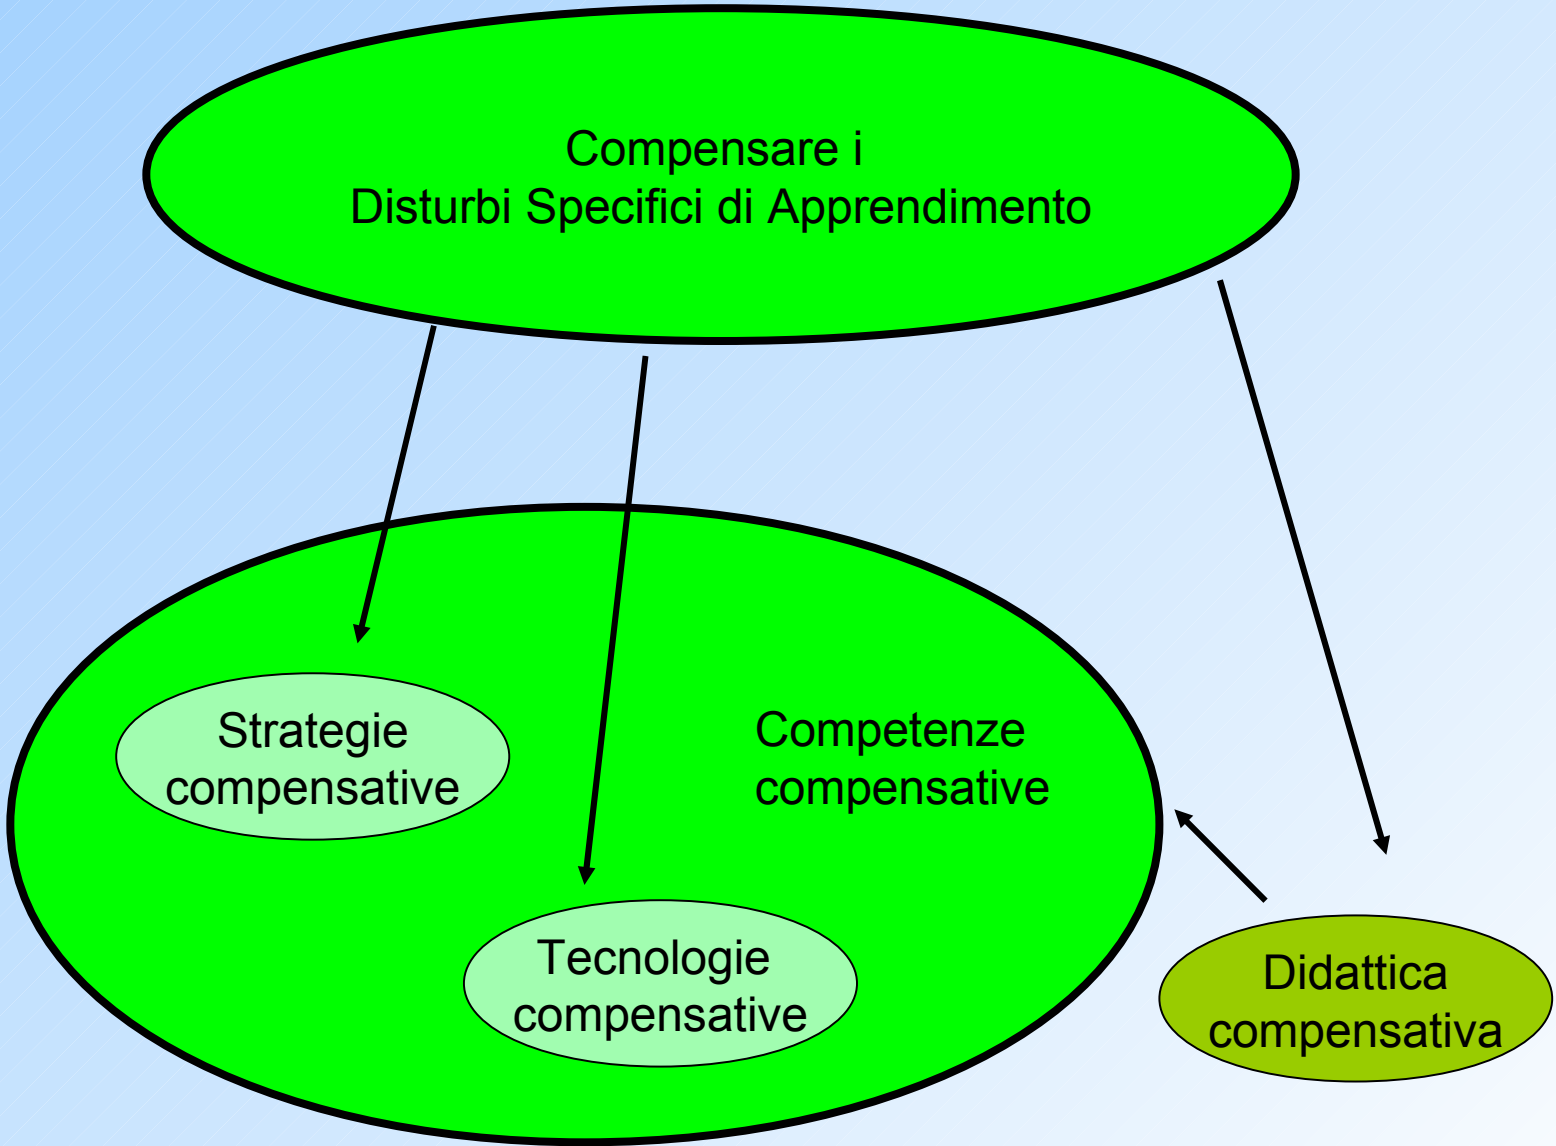 Compensare i
Disturbi Specifici di Apprendimento
Strategie
compensative
Competenze
compensative
Tecnologie
compensative
Didattica
compensativa